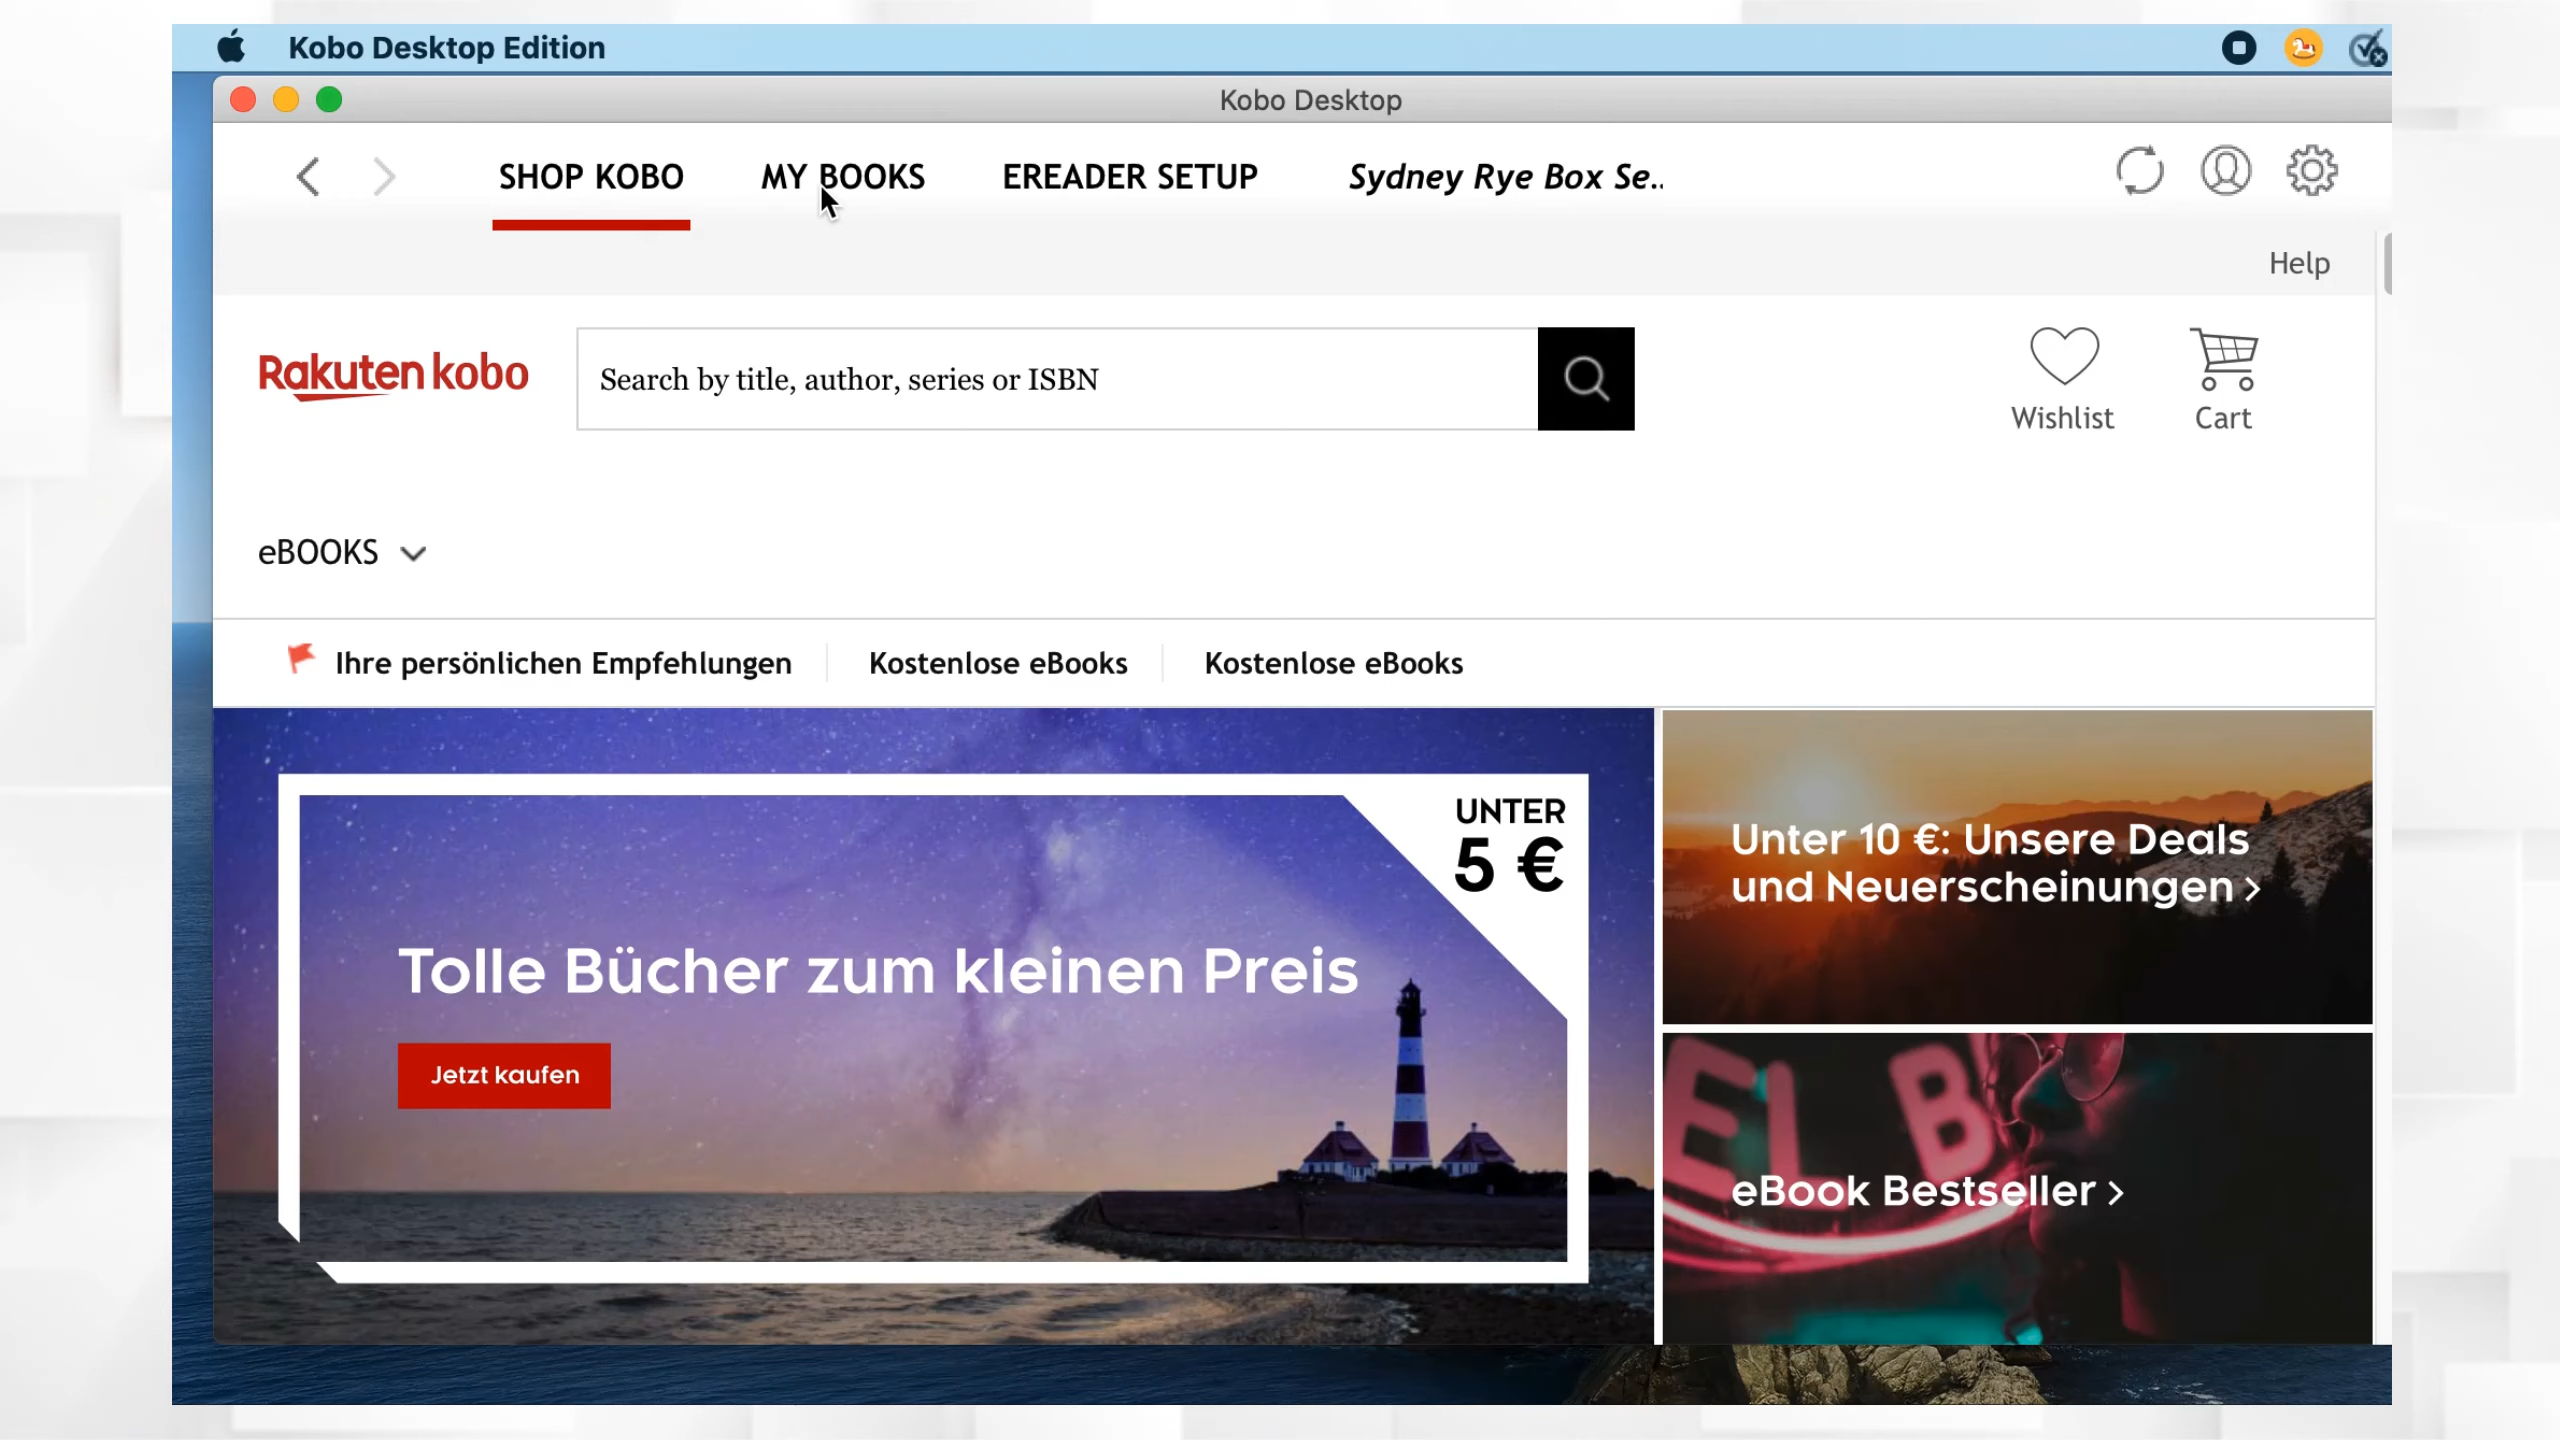 Kobo Desktop Edition
Kobo Desktop
SHOP KOBO
MY BOOKS
EREADER SETUP
Sydney Rye Box Se..
Help
Rakuten kobo
Search by title, author, series or ISBN
Wishlist
Cart
eBOOKS
Ihre persönlichen Empfehlungen
Kostenlose eBooks
Kostenlose eBooks
UNTER
5 €
Tolle Bücher zum kleinen Preis
Jetzt kaufen
Unter 10 €: Unsere Deals
und Neuerscheinungen >
EL B
eBook Bestseller >